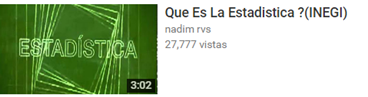 Que Es La Estadistica ?(INEGI)
nadim rvs
27,777 vistas
ESTADÍSTICA
3:02